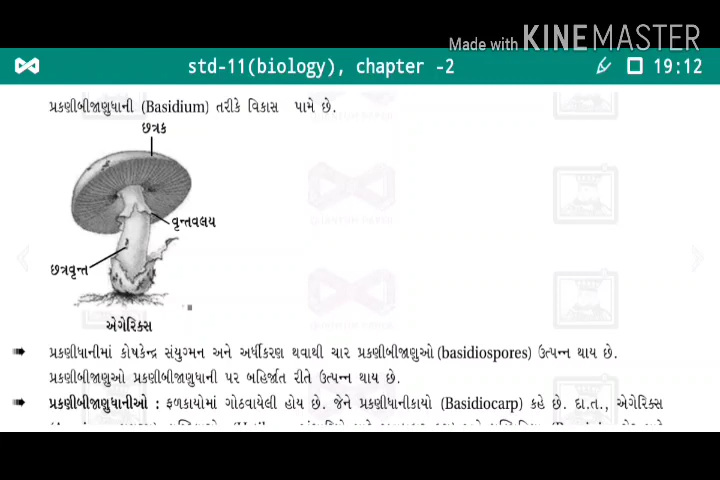 Made with KINEMASTER
std-11(biology), chapter -2
19:12
પ્રકણીબીજાણુધાની (Basidium) તરીકે વિકાસ પામે છે.
છત્રક
વૃન્તવલય
છત્રવૃન્ત
એગેરિક્સ
પ્રકણીધાનીમાં કોષકેન્દ્ર સંયુગ્મન અને અર્ધીકરણ થવાથી ચાર પ્રકણીબીજાણુઓ (basidiospores) ઉત્પન્ન થાય છે.
પ્રકણીબીજાણુઓ પ્રકણીબીજાણુધાની પર બહિર્જાત રીતે ઉત્પન્ન થાય છે.
પ્રકણીબીજાણુધાનીઓ : ફળકાયોમાં ગોઠવાયેલી હોય છે. જેને પ્રકણીધાનીકાયો (Basidiocarp) કહે છે. દા.ત., એગેરિક્સ